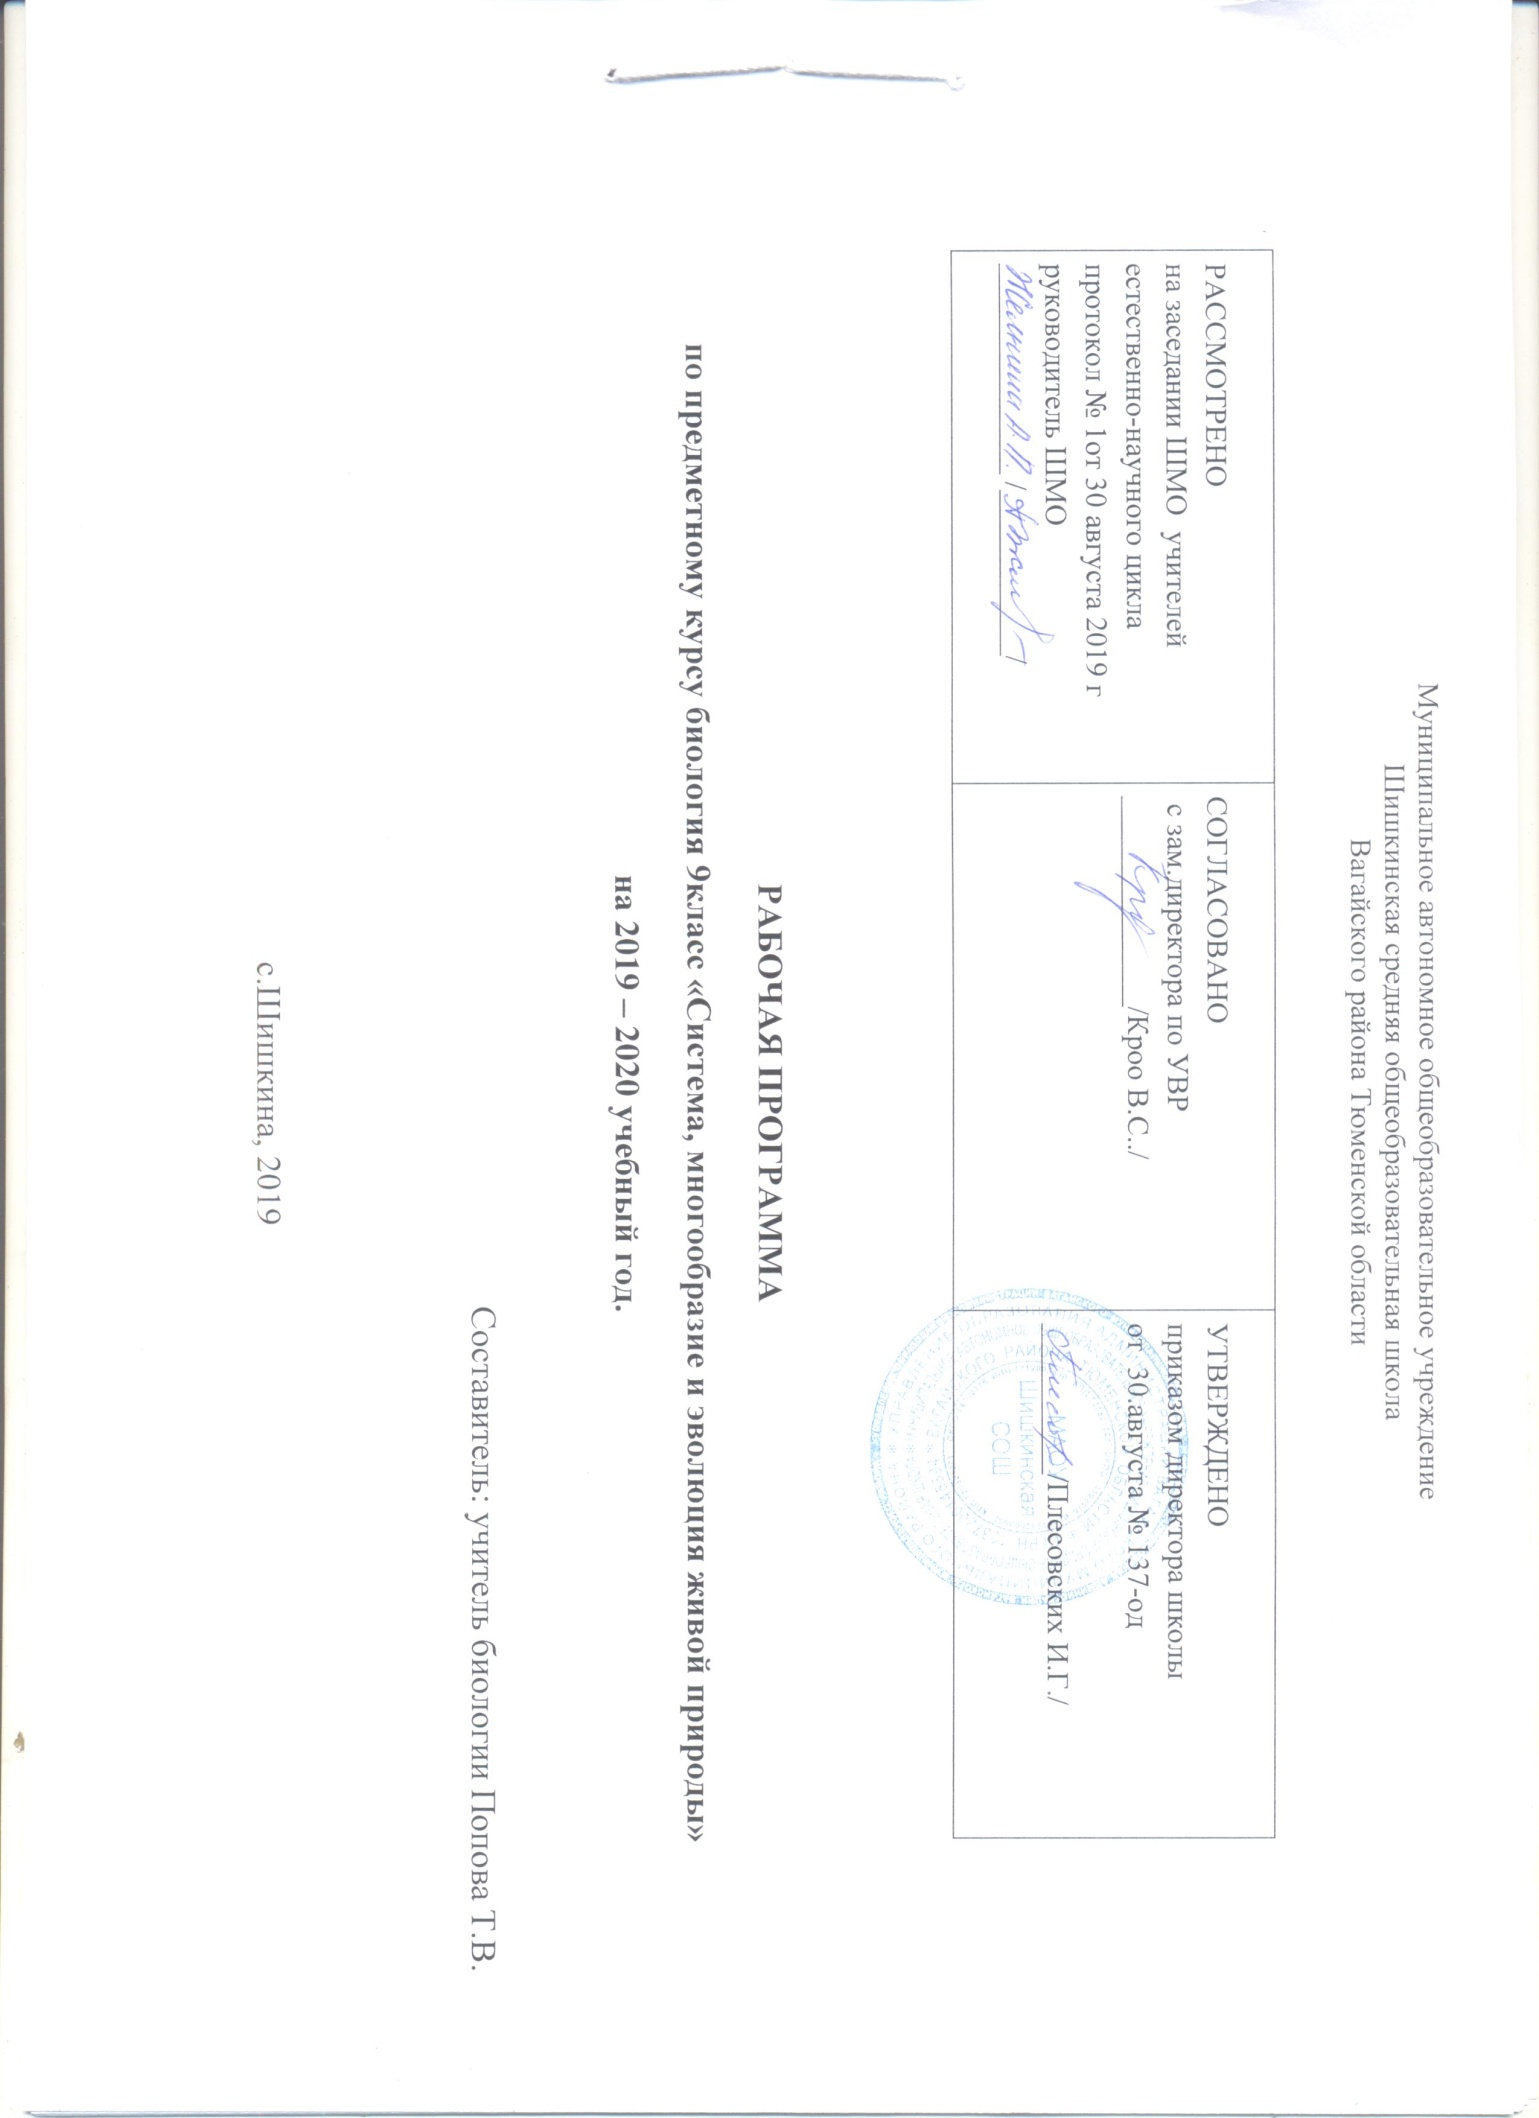 Муниципальное автономное общеобразовательное учреждение
Шишкинская средняя общеобразовательная школа
Вагайского района Тюменской области
РАССМОТРЕНО
на заседании ШМО учителей
естественно-научного цикла
протокол № 1от 30 августа 2019 г
руководитель ШМО
СОГЛАСОВАНО
с зам.директора по УВР
/Кроо В.С../
УТВЕРЖДЕНО
приказом директора школы
от 30.августа № 137-од
/Плесовских И.Г./
ШИШКИНСКАЯ
СОШ
РАБОЧАЯ ПРОГРАММА
по предметному курсу биология 9класс «Система, многообразие и эволюция живой природы»
на 2019 – 2020 учебный год.
Составитель: учитель биологии Попова Т.В.
с.Шишкина, 2019